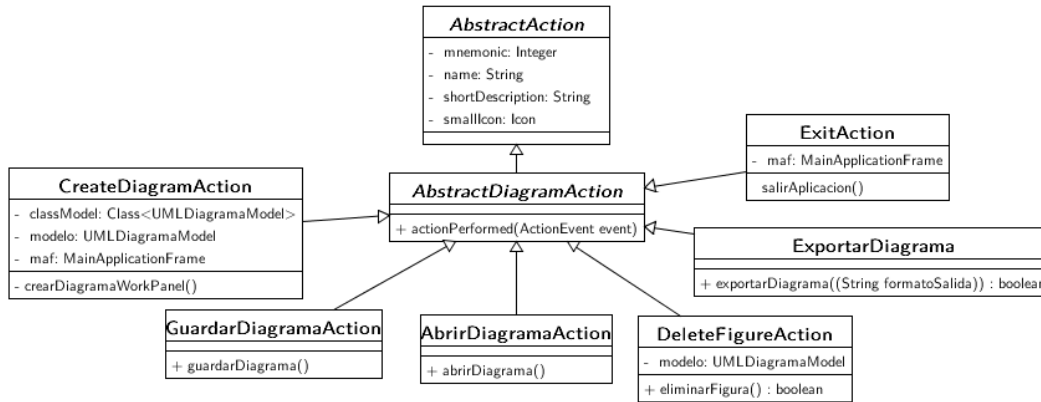 AbstractAction
- mnemonic: Integer
- name: String
- shortDescription: String
- smallIcon: Icon
ExitAction
- maf: MainApplicationFrame
salirAplicacion()
CreateDiagramAction
- classModel: Class<UMLDiagramaModel>
- modelo: UMLDiagramaModel
- maf: MainApplicationFrame
- crearDiagramaWorkPanel()
AbstractDiagramAction
+ actionPerformed(ActionEvent event)
ExportarDiagrama
+ exportarDiagrama((String formatoSalida)) : boolean
GuardarDiagramaAction
+ guardarDiagrama()
AbrirDiagramaAction
+ abrirDiagrama()
DeleteFigureAction
- modelo: UMLDiagramaModel
+ eliminarFigura() : boolean